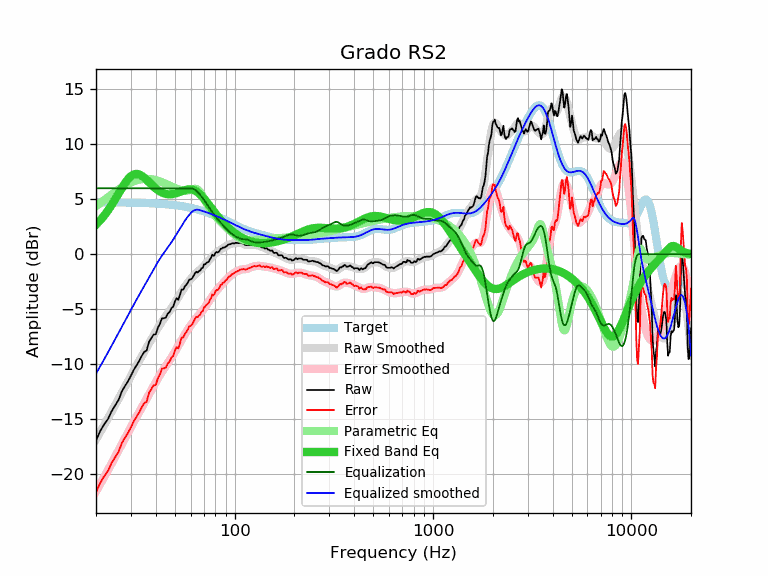 Grado RS2
15
10
5
0
−5
−10
−15
−20
Amplitude (dBr)
Target
Raw Smoothed
Error Smoothed
Raw
Error
Parametric Eq
Fixed Band Eq
Equalization
Equalized smoothed
100
1000
10000
Frequency (Hz)